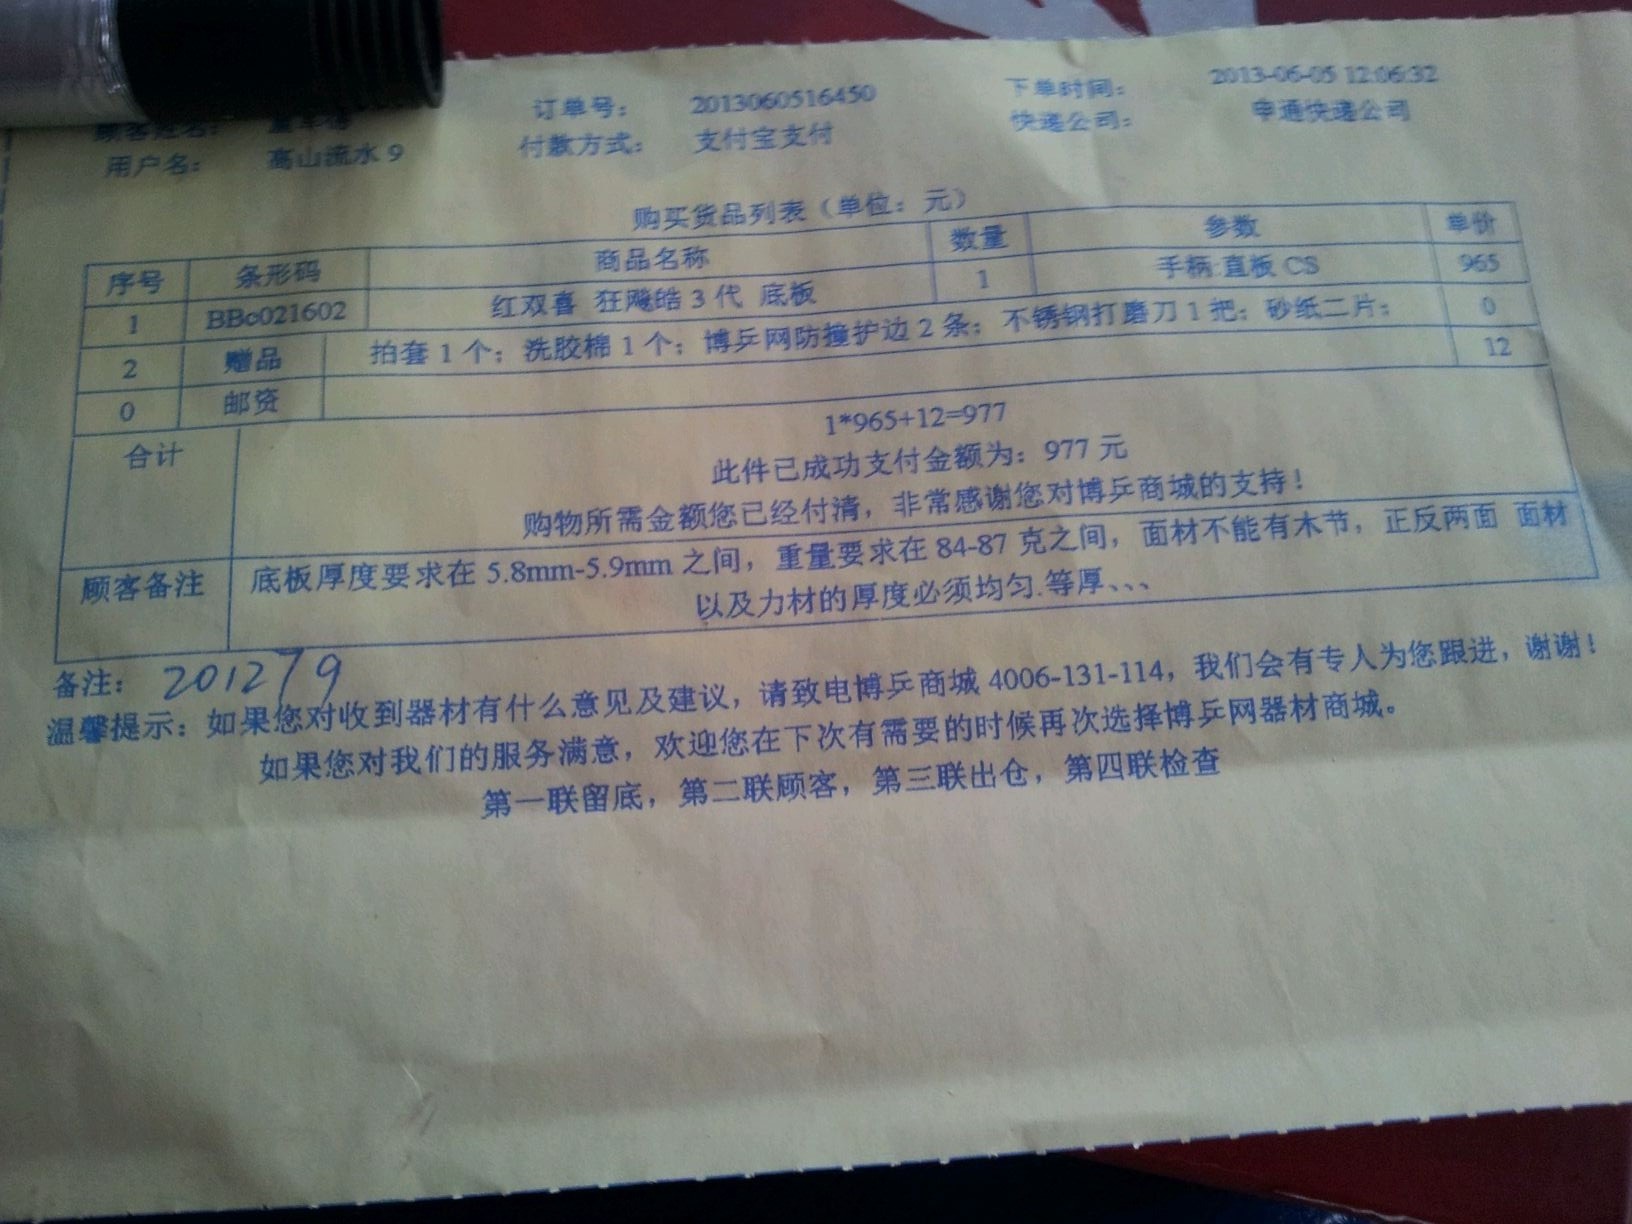 订单号: 2013060516450 下单时间: 2013-06-05 12:06:32
顾客姓名:
用户名: 高山流水 9 付款方式: 支付宝支付 快递公司: 申通快递公司
购买货品列表（单位：元）
序号 条形码 商品名称 数量 参数 单价
1 BBc021602 红双喜 狂飚皓 3 代 底板 1 手柄:直板 CS 965
2 赠品 拍套 1 个；洗胶棉 1 个；博乒网防撞护边 2 条；不锈钢打磨刀 1 把；砂纸二片； 0
0 邮资 12
合计 1*965+12=977
此件已成功支付金额为：977 元
购物所需金额您已经付清，非常感谢您对博乒商城的支持！
顾客备注 底板厚度要求在 5.8mm-5.9mm 之间，重量要求在 84-87 克之间，面材不能有木节，正反两面 面材
以及力材的厚度必须均匀.等厚、、、
备注: 201279
温馨提示：如果您对收到器材有什么意见及建议，请致电博乒商城 4006-131-114，我们会有专人为您跟进，谢谢！
如果您对我们的服务满意，欢迎您在下次有需要的时候再次选择博乒网器材商城。
第一联留底，第二联顾客，第三联出仓，第四联检查